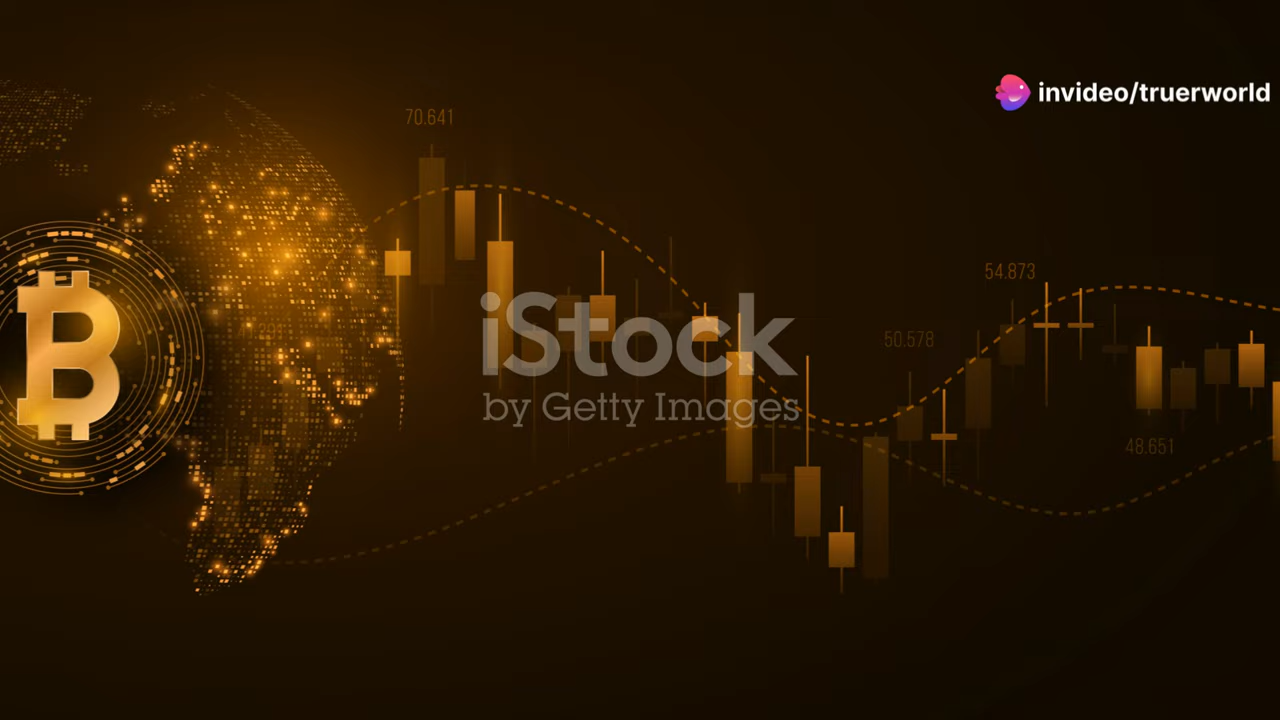 invideo/truerworld
70.641
54.873
50.578
iStock
by Getty Images
48.651